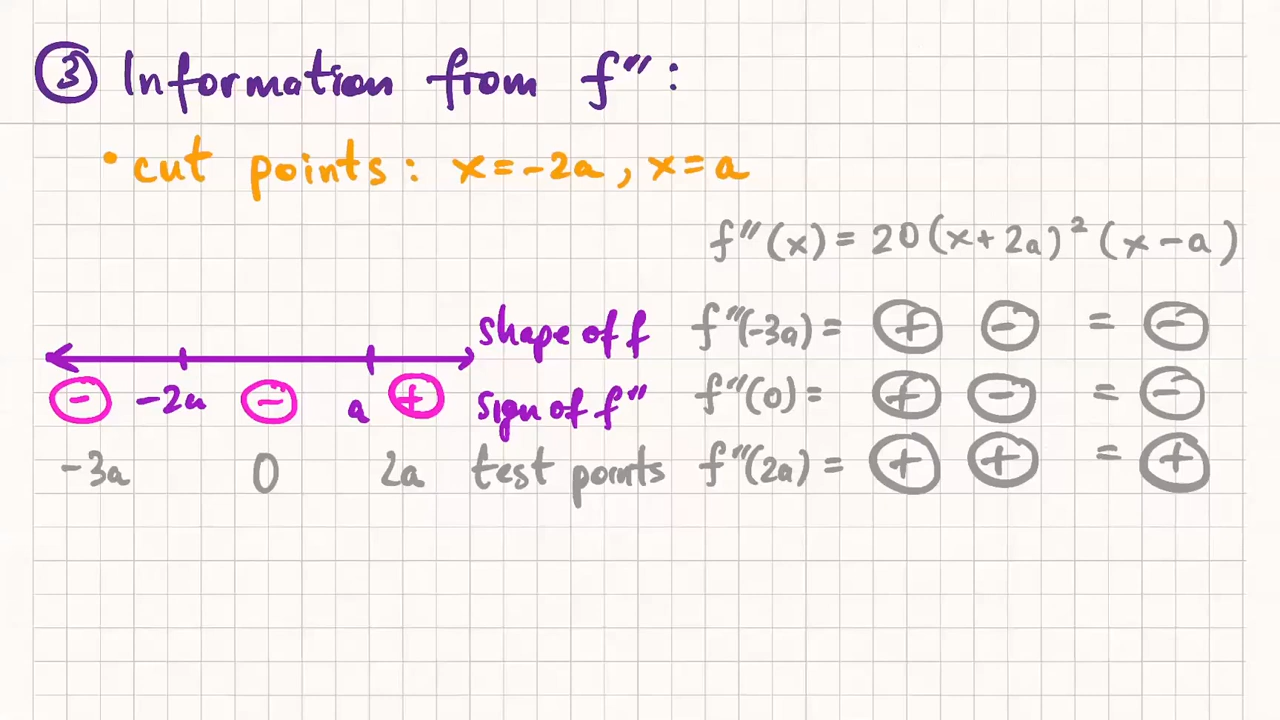 ③ Information from f″ :
• cut points : x = -2a , x = a
f″(x) = 20(x + 2a)² (x - a)
shape of f
f″(-3a) = ⊕ ⊖ = ⊖
⊖ -2a ⊖ a ⊕ sign of f″
f″(0) = ⊕ ⊖ = ⊖
-3a 0 2a test points
f″(2a) = ⊕ ⊕ = ⊕